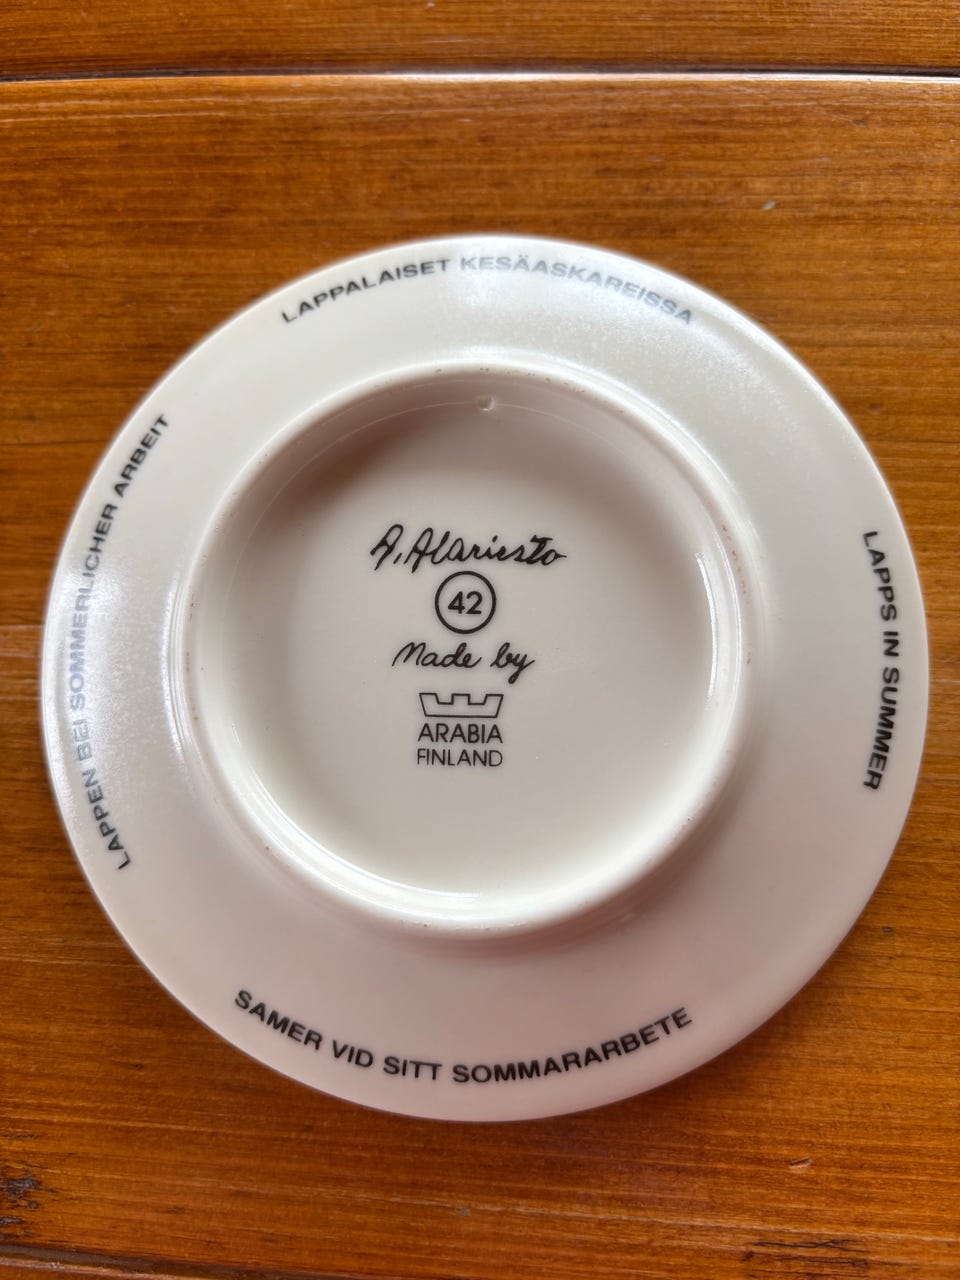 LAPPALAISET KESÄASKAREISSA
LAPPS IN SUMMER
SAMER VID SITT SOMMARARBETE
LAPPEN BEI SOMMERLICHER ARBEIT
A. Alariesto
42
Made by
ARABIA
FINLAND